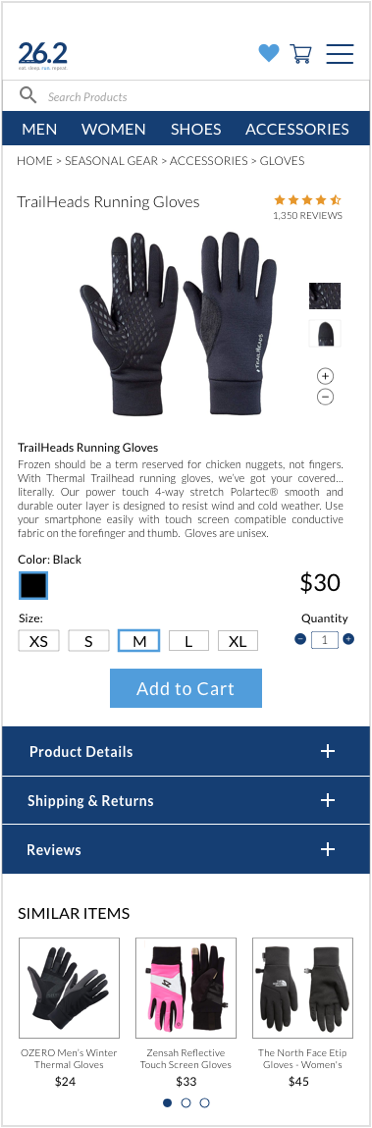 26.2
eat. sleep. run. repeat.
Search Products
MEN WOMEN SHOES ACCESSORIES
HOME > SEASONAL GEAR > ACCESSORIES > GLOVES
TrailHeads Running Gloves
1,350 REVIEWS
TRAILHEADS
TrailHeads Running Gloves
Frozen should be a term reserved for chicken nuggets, not fingers.
With Thermal Trailhead running gloves, we've got your covered...
literally. Our power touch 4-way stretch Polartec® smooth and
durable outer layer is designed to resist wind and cold weather. Use
your smartphone easily with touch screen compatible conductive
fabric on the forefinger and thumb. Gloves are unisex.
Color: Black
$30
Size:
Quantity
XS S M L XL
1
Add to Cart
Product Details
Shipping & Returns
Reviews
SIMILAR ITEMS
OZERO Men's Winter
Thermal Gloves
$24
Zensah Reflective
Touch Screen Gloves
$33
The North Face Etip
Gloves - Women's
$45